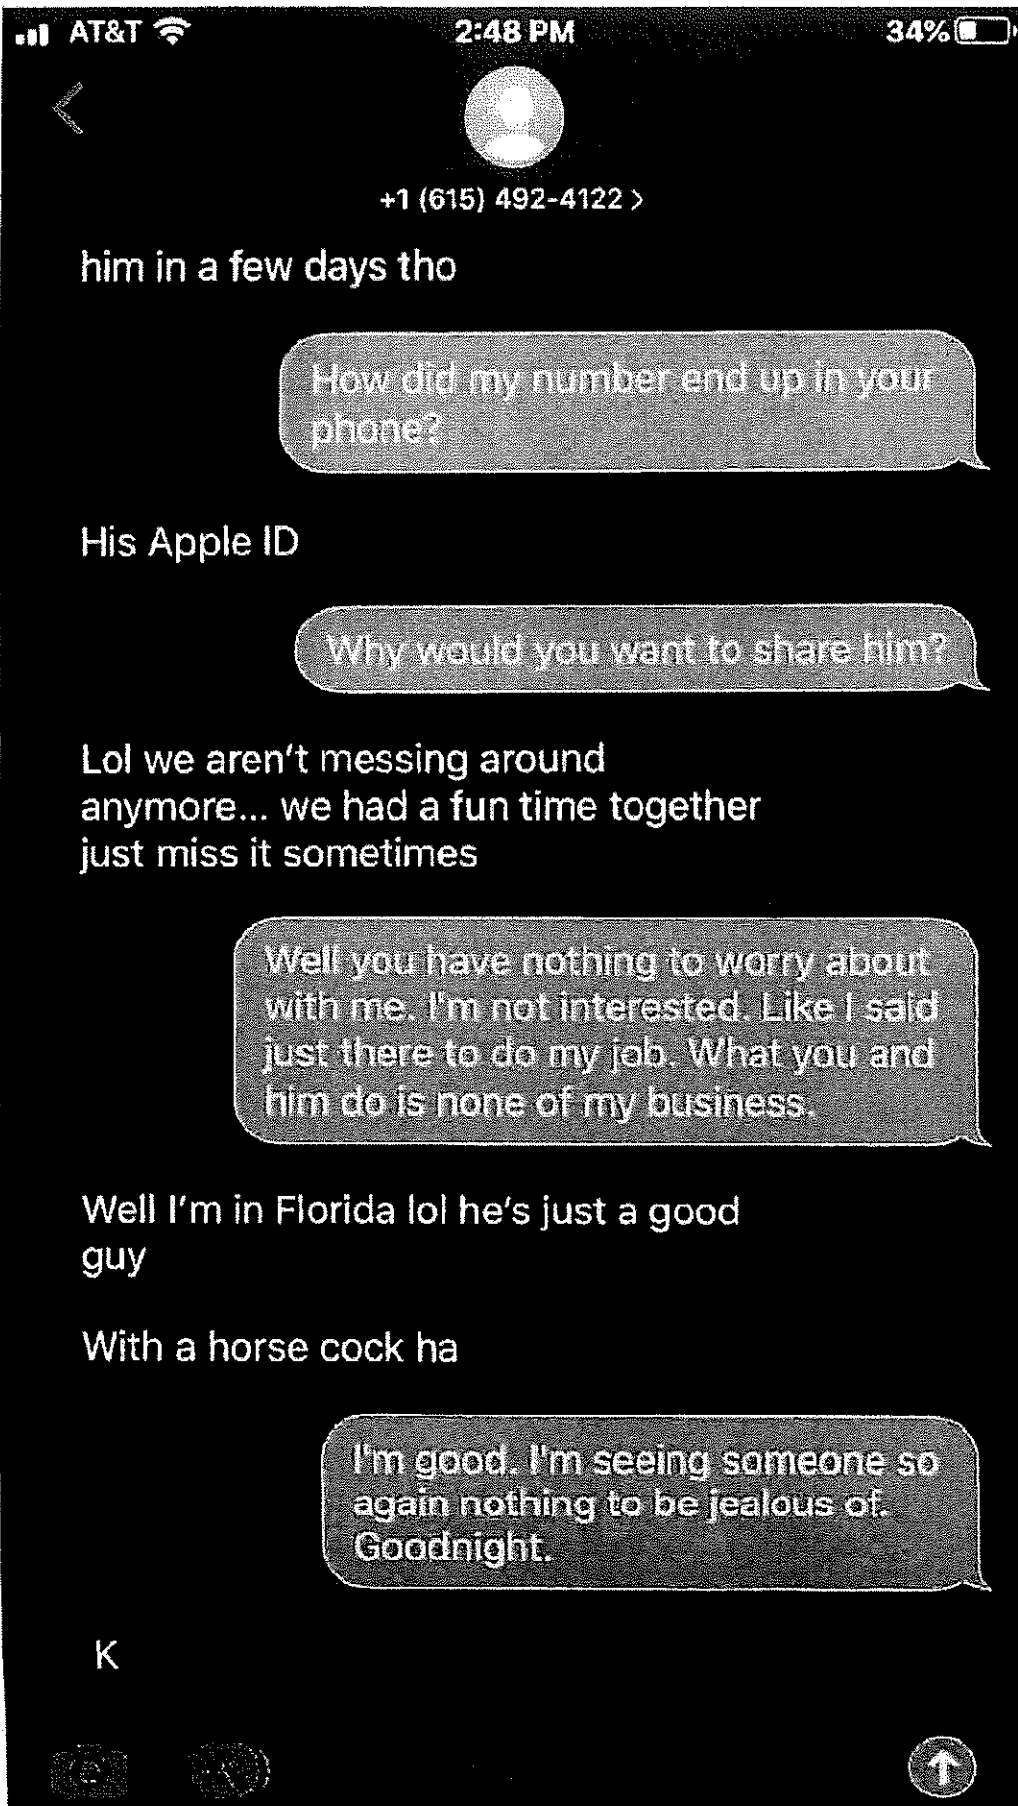 AT&T 2:48 PM 34%
+1 (615) 492-4122 >
him in a few days tho
How did my number end up in your
phone?
His Apple ID
Why would you want to share him?
Lol we aren't messing around
anymore... we had a fun time together
just miss it sometimes
Well you have nothing to worry about
with me. I'm not interested. Like I said
just there to do my job. What you and
him do is none of my business.
Well I'm in Florida lol he's just a good
guy
With a horse cock ha
I'm good. I'm seeing someone so
again nothing to be jealous of.
Goodnight.
K